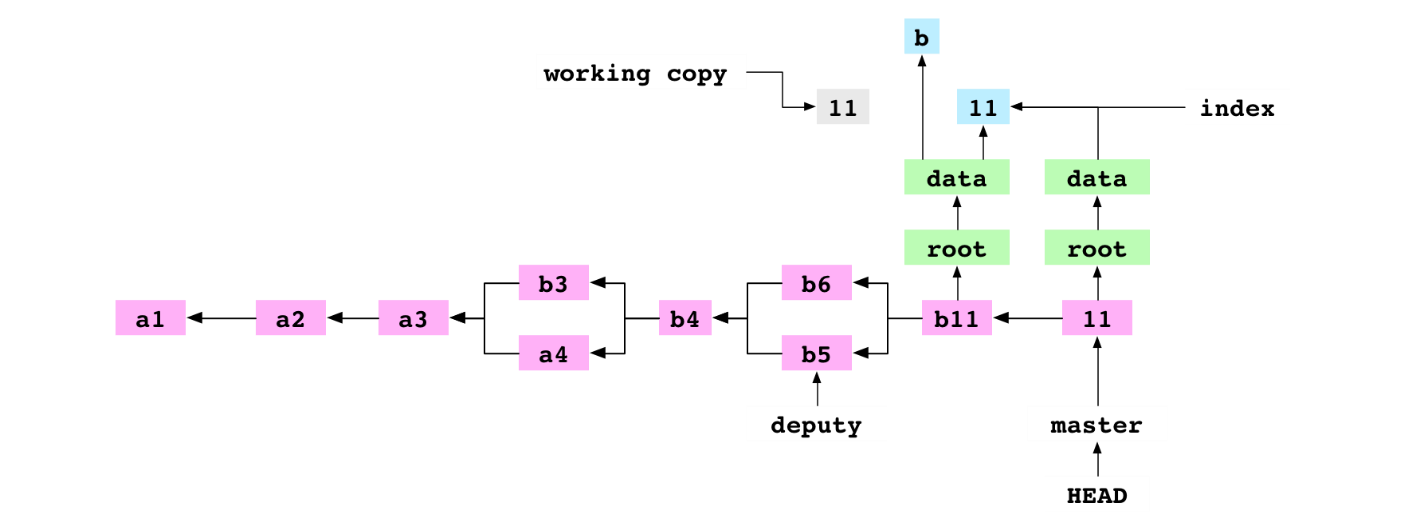 b
working copy
11
11
index
data
data
root
root
b3
b6
a1
a2
a3
b4
b11
11
a4
b5
deputy
master
HEAD